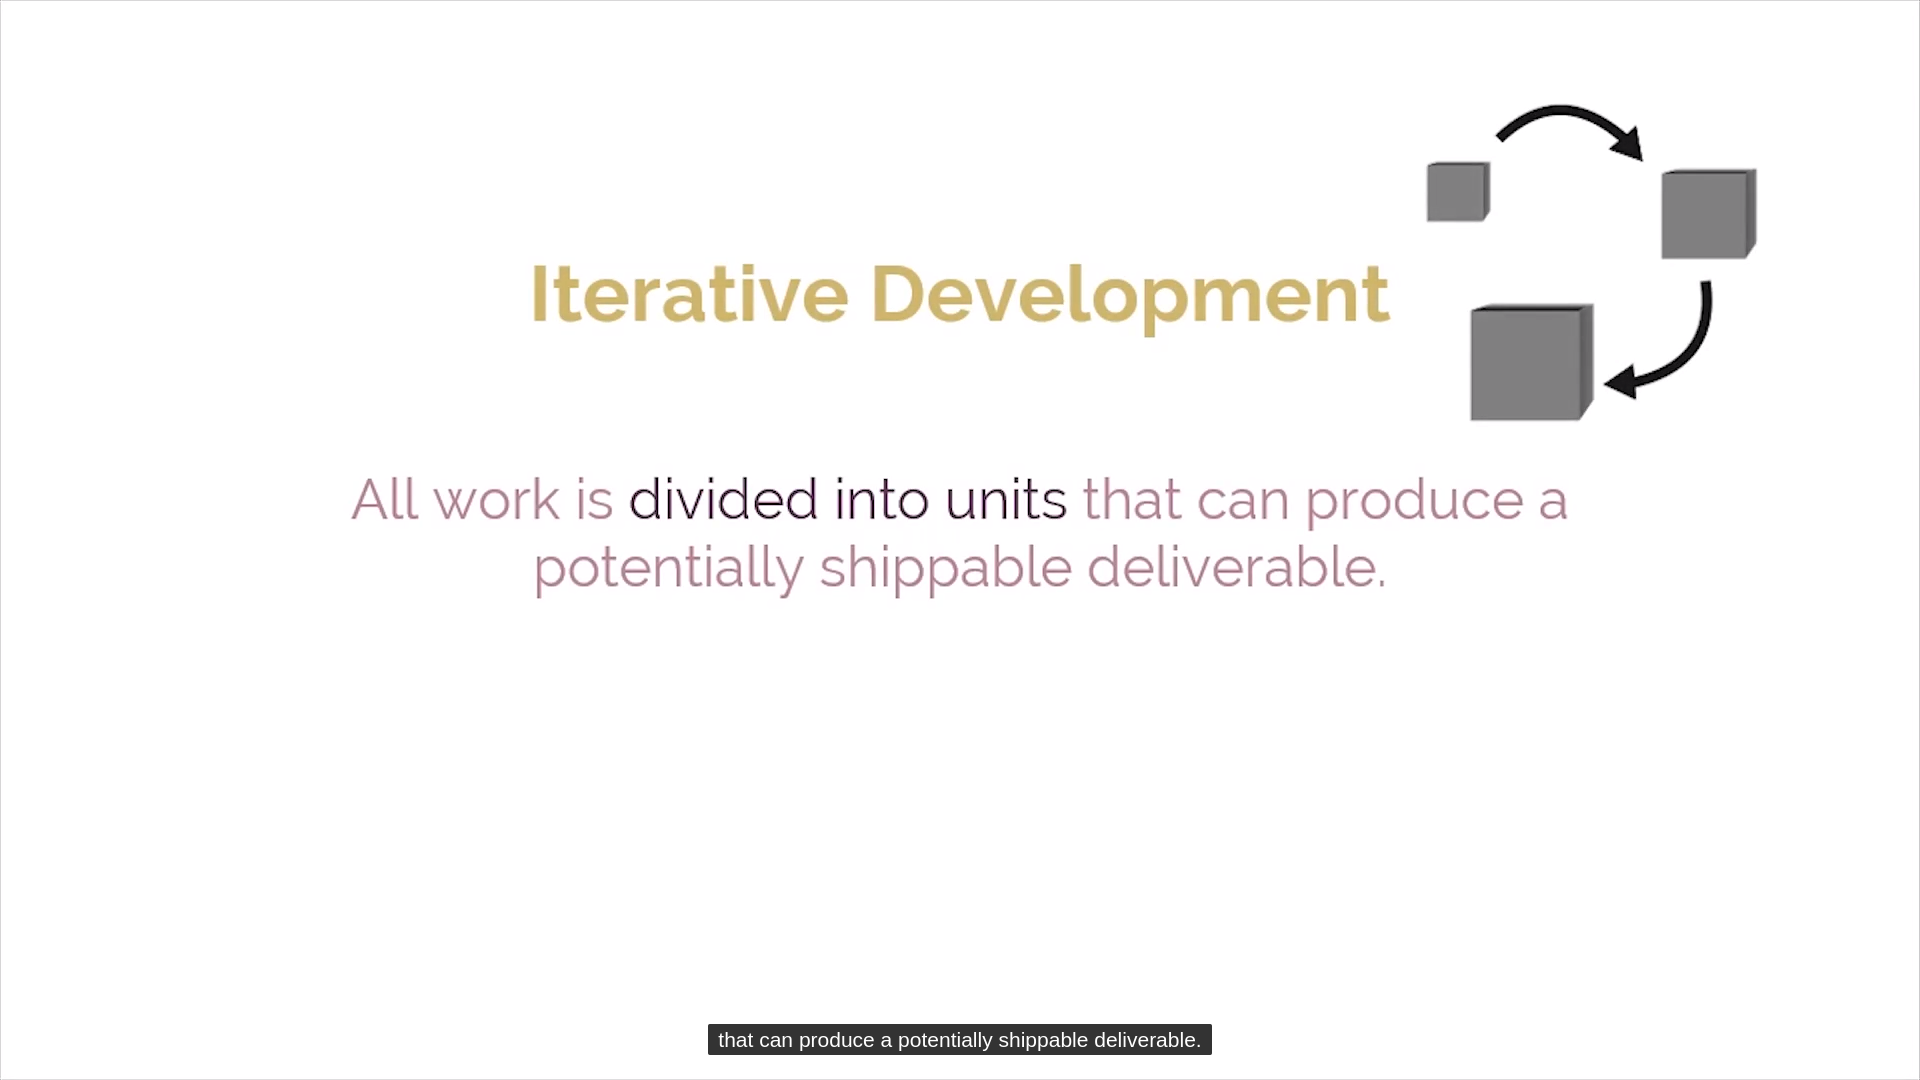 Iterative Development
All work is divided into units that can produce a
potentially shippable deliverable.
that can produce a potentially shippable deliverable.